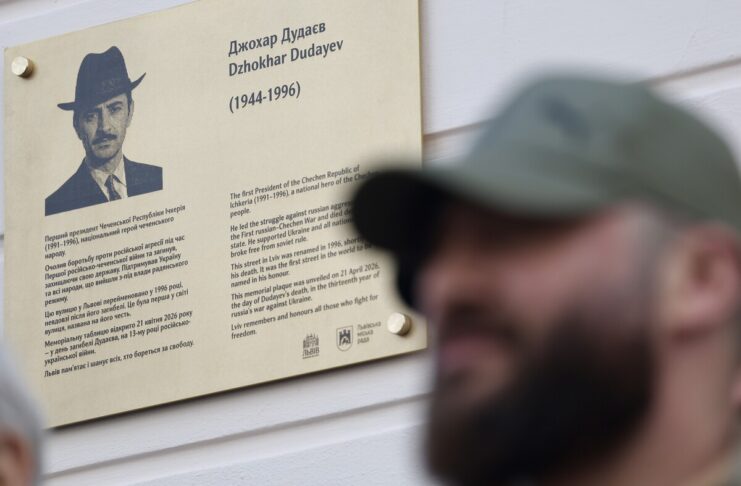 Джохар Дудаєв
Dzhokhar Dudayev
(1944-1996)
Перший президент Чеченської Республіки Ічкерія
(1991–1996), національний герой чеченського
народу.
Очолив боротьбу проти російської агресії під час
Першої російсько-чеченської війни та загинув,
захищаючи свою державу. Підтримував Україну
та всі народи, що вийшли з-під влади радянського
режиму.
Цю вулицю у Львові перейменовано у 1996 році,
невдовзі після його загибелі. Це була перша у світі
вулиця, названа на його честь.
Меморіальну таблицю відкрито 21 квітня 2026 року
– у день загибелі Дудаєва, на 13-му році російсько-
української війни.
Львів пам'ятає і шанує всіх, хто бореться за свободу.
The first President of the Chechen Republic of
Ichkeria (1991–1996), a national hero of the Chechen
people.
He led the struggle against russian aggres
the First russian-Chechen War and died
state. He supported Ukraine and all nation
broke free from soviet rule.
This street in Lviv was renamed in 1996, shortly
his death. It was the first street in the world to be
named in his honour.
This memorial plaque was unveiled on 21 April 2026,
the day of Dudayev's death, in the thirteenth year of
russia's war against Ukraine.
Lviv remembers and honours all those who fight for
freedom.
ЛЬВІВ
Львівська
міська
рада